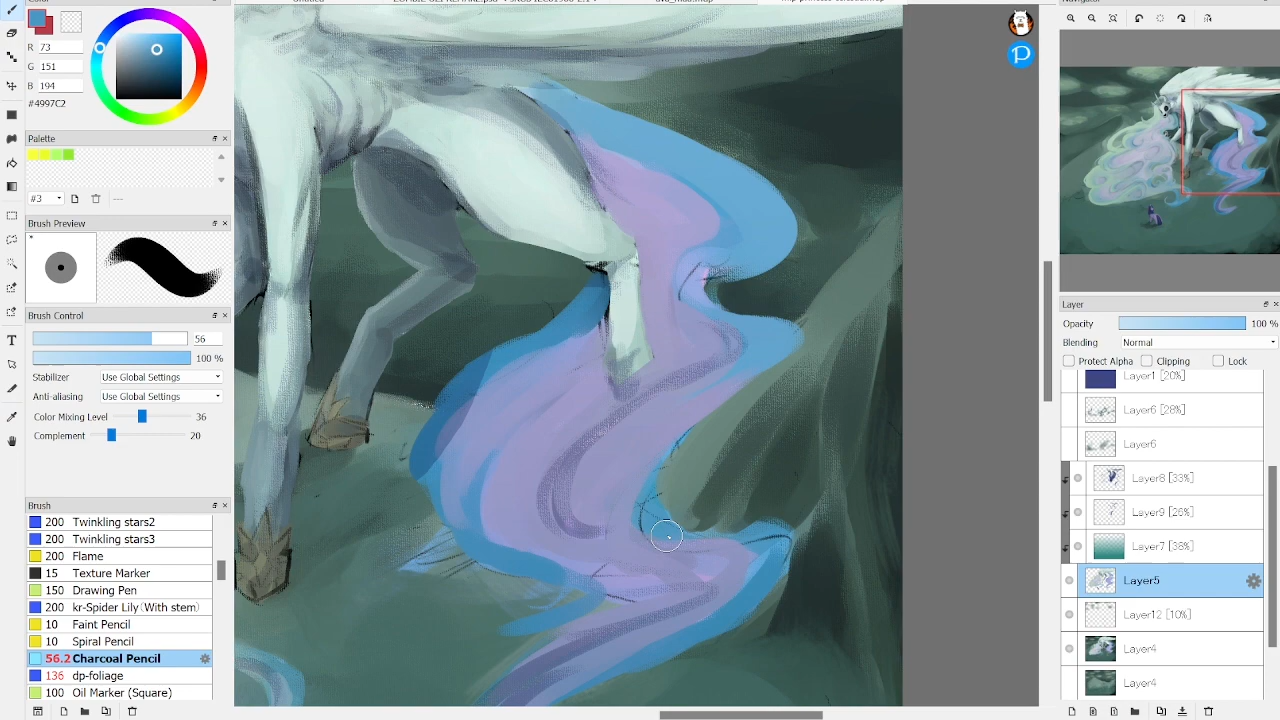 Color
Untitled
Navigator
R 73
G 151
B 194
#4997C2
Palette
#3
Brush Preview
Brush Control
56
100 %
Stabilizer Use Global Settings
Anti-aliasing Use Global Settings
Color Mixing Level 36
Complement 20
Brush
200 Twinkling stars2
200 Twinkling stars3
200 Flame
15 Texture Marker
150 Drawing Pen
200 kr-Spider Lily(With stem)
10 Faint Pencil
10 Spiral Pencil
56.2 Charcoal Pencil
136 dp-foliage
100 Oil Marker (Square)
Layer
Opacity 100 %
Blending Normal
Protect Alpha Clipping Lock
Layer1 [20%]
Layer6 [28%]
Layer6
Layer8 [33%]
Layer9 [26%]
Layer7 [33%]
Layer5
Layer12 [10%]
Layer4
Layer4